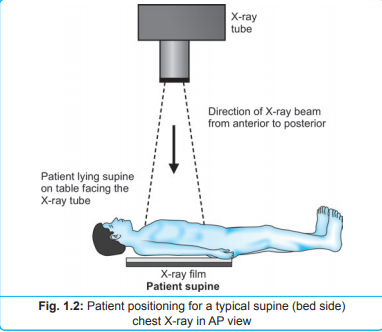 X-ray
tube
Direction of X-ray beam
from anterior to posterior
Patient lying supine
on table facing the
X-ray tube
X-ray film
Patient supine
Fig. 1.2: Patient positioning for a typical supine (bed side)
chest X-ray in AP view